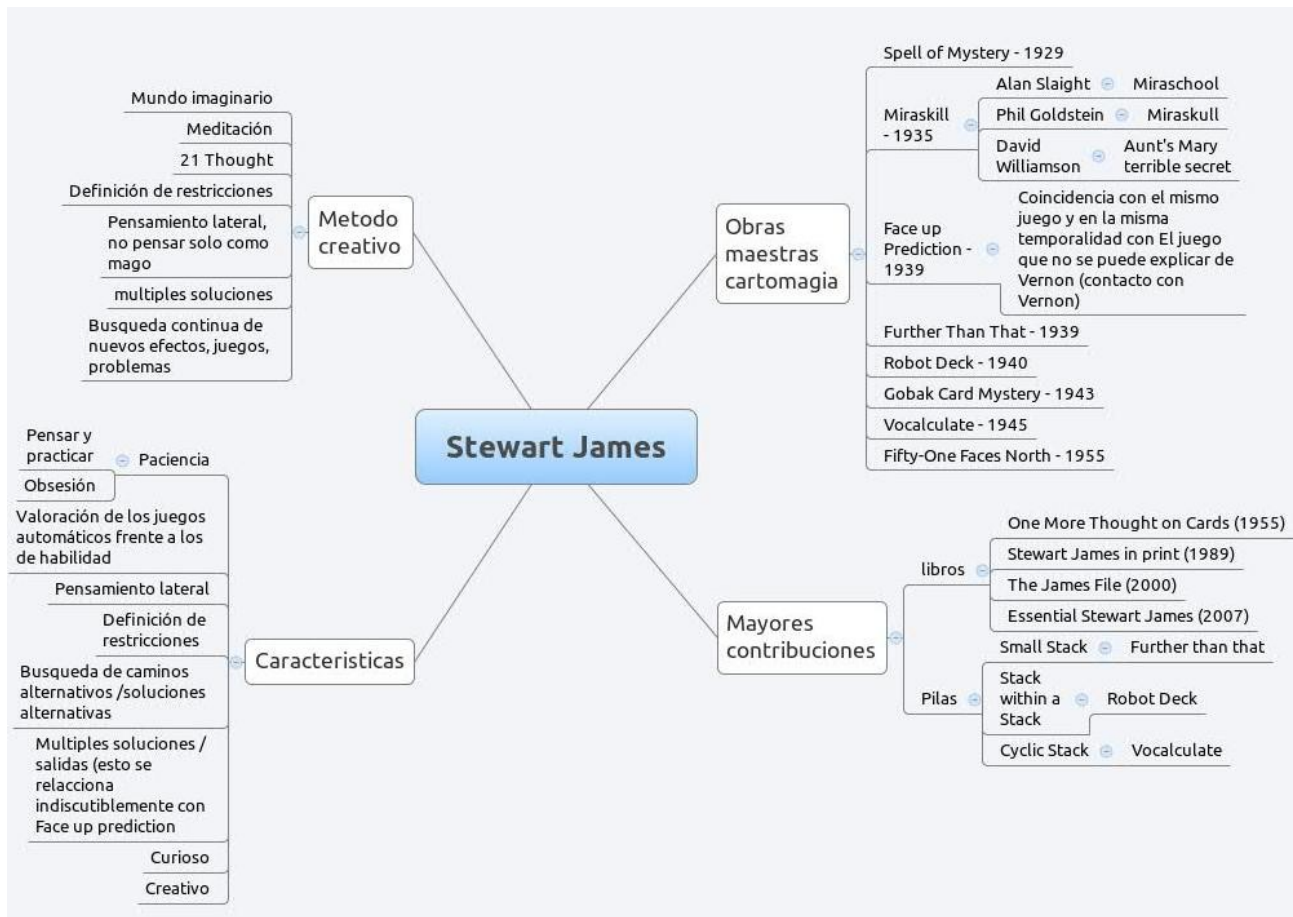 Stewart James
Metodo
creativo
Mundo imaginario
Meditación
21 Thought
Definición de restricciones
Pensamiento lateral,
no pensar solo como
mago
multiples soluciones
Busqueda continua de
nuevos efectos, juegos,
problemas
Caracteristicas
Paciencia
Pensar y
practicar
Obsesión
Valoración de los juegos
automáticos frente a los
de habilidad
Pensamiento lateral
Definición de
restricciones
Busqueda de caminos
alternativos /soluciones
alternativas
Multiples soluciones /
salidas (esto se
relacciona
indiscutiblemente con
Face up prediction
Curioso
Creativo
Obras
maestras
cartomagia
Spell of Mystery - 1929
Miraskill
- 1935
Alan Slaight
Miraschool
Phil Goldstein
Miraskull
David
Williamson
Aunt's Mary
terrible secret
Face up
Prediction -
1939
Coincidencia con el mismo
juego y en la misma
temporalidad con El juego
que no se puede explicar de
Vernon (contacto con
Vernon)
Further Than That - 1939
Robot Deck - 1940
Gobak Card Mystery - 1943
Vocalculate - 1945
Fifty-One Faces North - 1955
Mayores
contribuciones
libros
One More Thought on Cards (1955)
Stewart James in print (1989)
The James File (2000)
Essential Stewart James (2007)
Pilas
Small Stack
Further than that
Stack
within a
Stack
Robot Deck
Cyclic Stack
Vocalculate